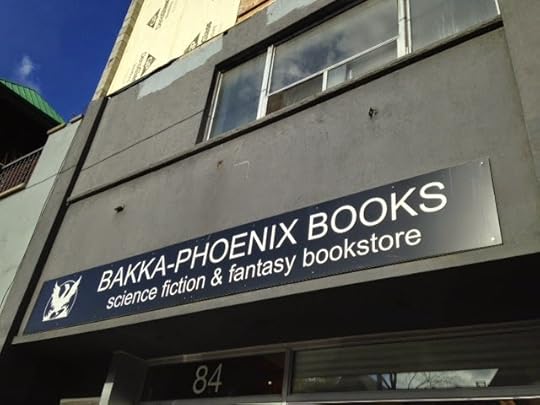 BAKKA-PHOENIX BOOKS
science fiction & fantasy bookstore
84